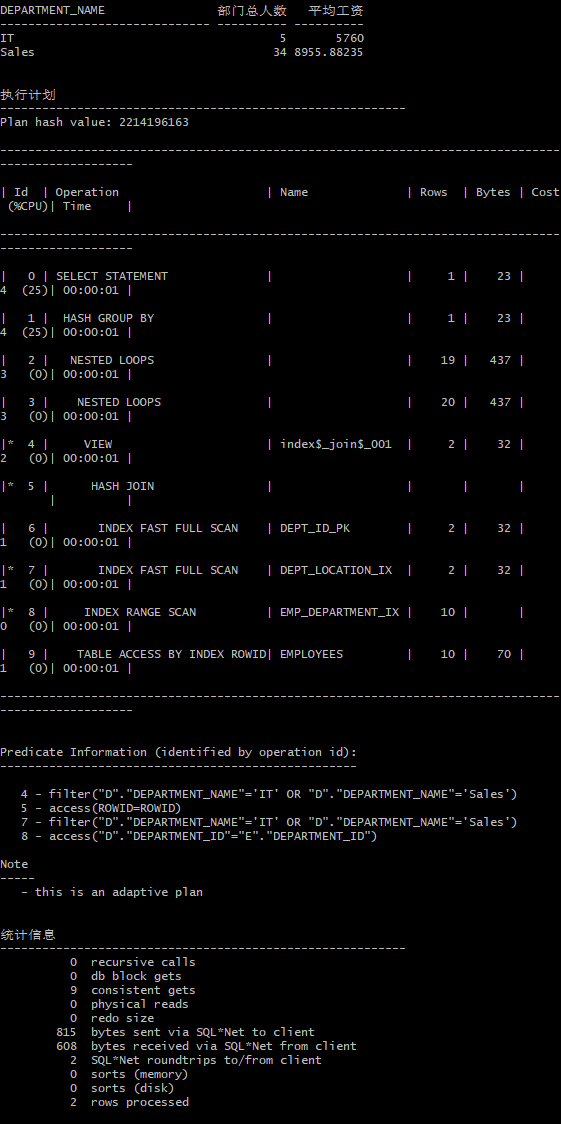 DEPARTMENT_NAME                部门总人数   平均工资
------------------------------ ---------- ----------
IT                                      5       5760
Sales                                  34 8955.88235
执行计划
----------------------------------------------------------
Plan hash value: 2214196163
--------------------------------------------------------------------------------
-------------------
| Id  | Operation                     | Name              | Rows  | Bytes | Cost
 (%CPU)| Time     |
--------------------------------------------------------------------------------
-------------------
|   0 | SELECT STATEMENT              |                   |     1 |    23 |
4  (25)| 00:00:01 |
|   1 |  HASH GROUP BY                |                   |     1 |    23 |
4  (25)| 00:00:01 |
|   2 |   NESTED LOOPS                |                   |    19 |   437 |
3   (0)| 00:00:01 |
|   3 |    NESTED LOOPS               |                   |    20 |   437 |
3   (0)| 00:00:01 |
|*  4 |     VIEW                      | index$_join$_001  |     2 |    32 |
2   (0)| 00:00:01 |
|*  5 |      HASH JOIN                |                   |       |       |
       |          |
|   6 |       INDEX FAST FULL SCAN    | DEPT_ID_PK        |     2 |    32 |
1   (0)| 00:00:01 |
|*  7 |       INDEX FAST FULL SCAN    | DEPT_LOCATION_IX  |     2 |    32 |
1   (0)| 00:00:01 |
|*  8 |     INDEX RANGE SCAN          | EMP_DEPARTMENT_IX |    10 |       |
0   (0)| 00:00:01 |
|   9 |    TABLE ACCESS BY INDEX ROWID| EMPLOYEES         |    10 |    70 |
1   (0)| 00:00:01 |
--------------------------------------------------------------------------------
-------------------
Predicate Information (identified by operation id):
---------------------------------------------------
   4 - filter("D"."DEPARTMENT_NAME"='IT' OR "D"."DEPARTMENT_NAME"='Sales')
   5 - access(ROWID=ROWID)
   7 - filter("D"."DEPARTMENT_NAME"='IT' OR "D"."DEPARTMENT_NAME"='Sales')
   8 - access("D"."DEPARTMENT_ID"="E"."DEPARTMENT_ID")
Note
-----
   - this is an adaptive plan
统计信息
----------------------------------------------------------
          0  recursive calls
          0  db block gets
          9  consistent gets
          0  physical reads
          0  redo size
        815  bytes sent via SQL*Net to client
        608  bytes received via SQL*Net from client
          2  SQL*Net roundtrips to/from client
          0  sorts (memory)
          0  sorts (disk)
          2  rows processed